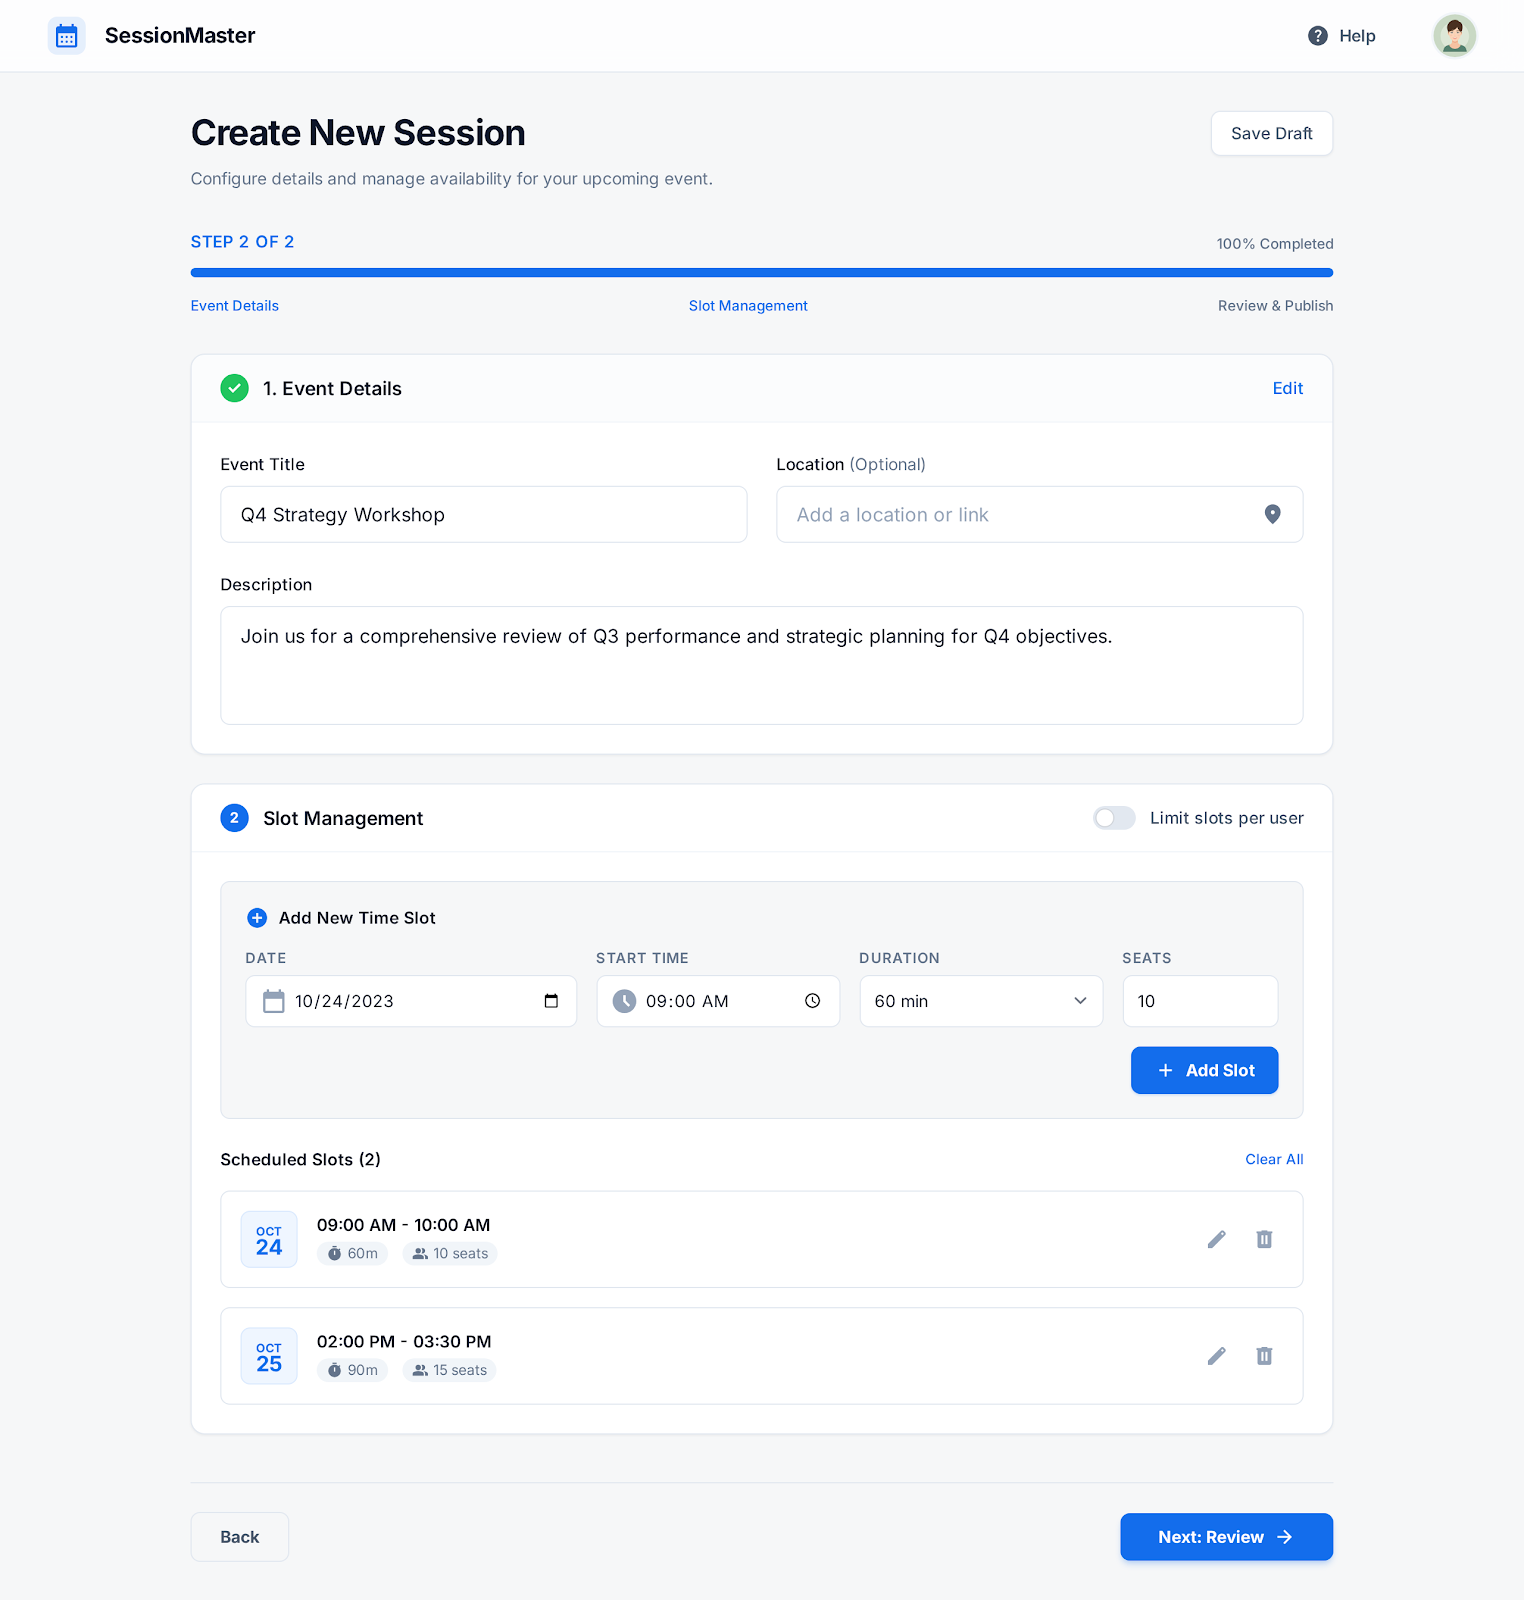 SessionMaster
Help
Create New Session
Save Draft
Configure details and manage availability for your upcoming event.
STEP 2 OF 2
100% Completed
Event Details
Slot Management
Review & Publish
1. Event Details
Edit
Event Title
Location (Optional)
Q4 Strategy Workshop
Add a location or link
Description
Join us for a comprehensive review of Q3 performance and strategic planning for Q4 objectives.
2
Slot Management
Limit slots per user
Add New Time Slot
DATE
START TIME
DURATION
SEATS
10/24/2023
09:00 AM
60 min
10
Add Slot
Scheduled Slots (2)
Clear All
OCT
24
09:00 AM - 10:00 AM
60m
10 seats
OCT
25
02:00 PM - 03:30 PM
90m
15 seats
Back
Next: Review